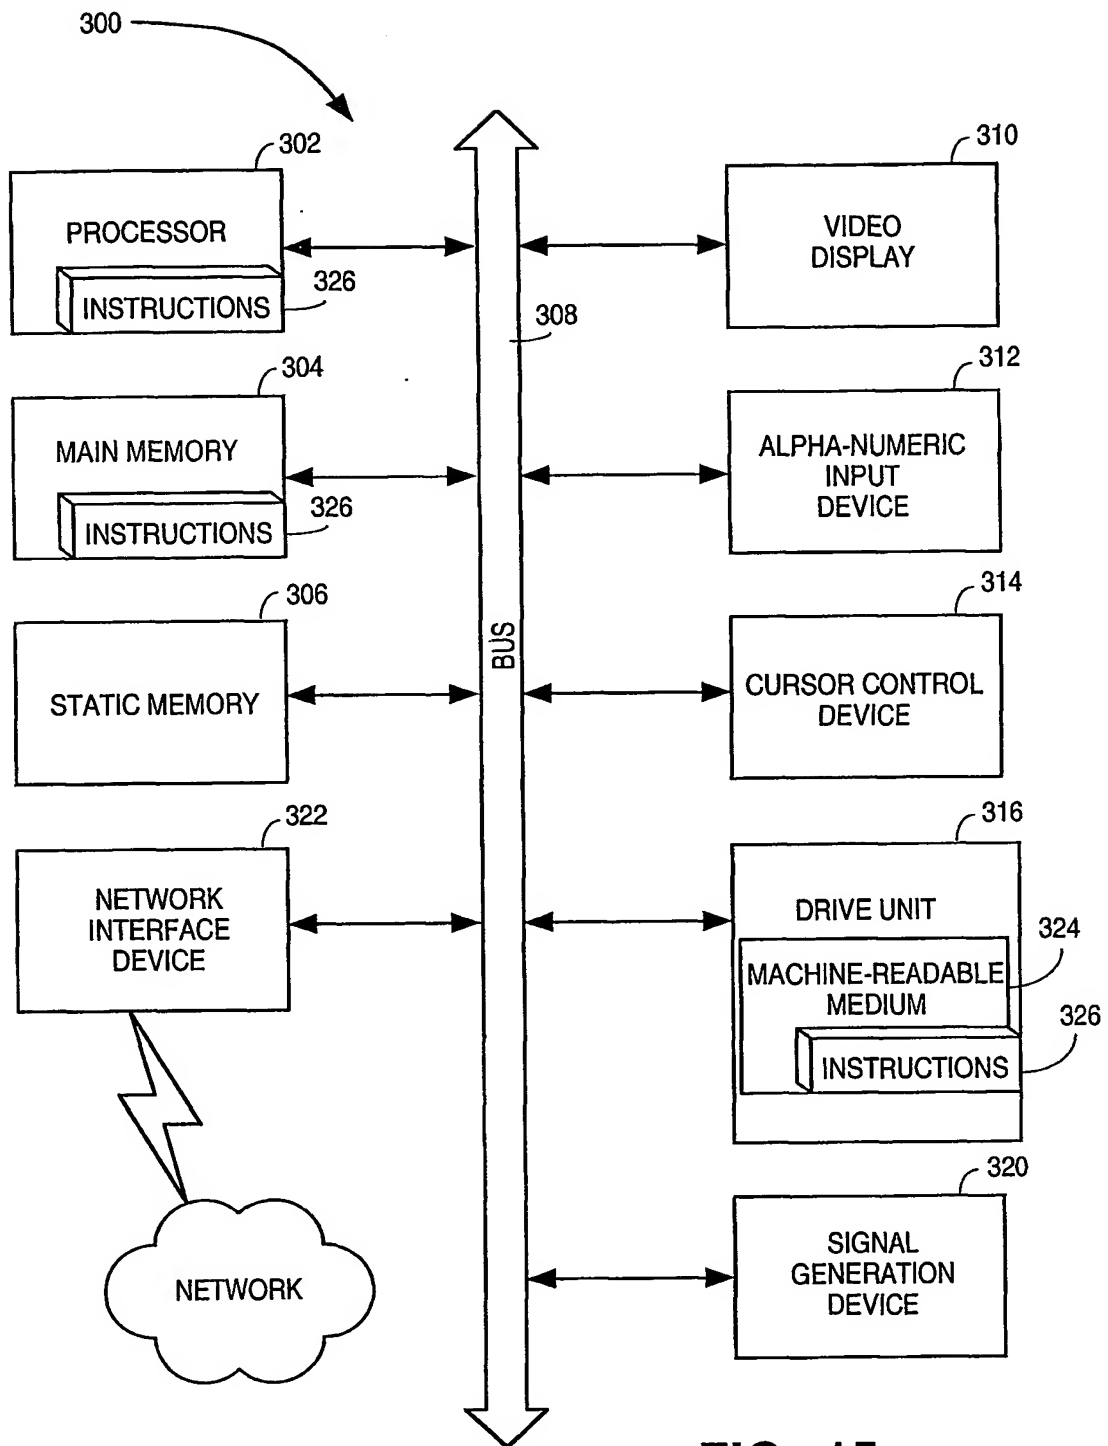 300
302
PROCESSOR
INSTRUCTIONS
326
304
MAIN MEMORY
INSTRUCTIONS
326
306
STATIC MEMORY
322
NETWORK
INTERFACE
DEVICE
NETWORK
308
BUS
310
VIDEO
DISPLAY
312
ALPHA-NUMERIC
INPUT
DEVICE
314
CURSOR CONTROL
DEVICE
316
DRIVE UNIT
324
MACHINE-READABLE
MEDIUM
326
INSTRUCTIONS
320
SIGNAL
GENERATION
DEVICE